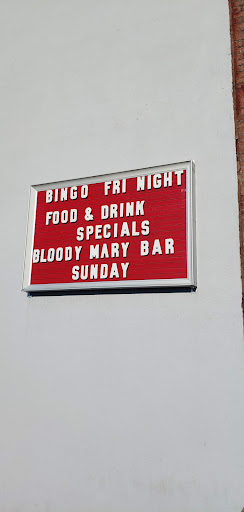 BINGO FRI NIGHT
FOOD & DRINK
SPECIALS
BLOODY MARY BAR
SUNDAY